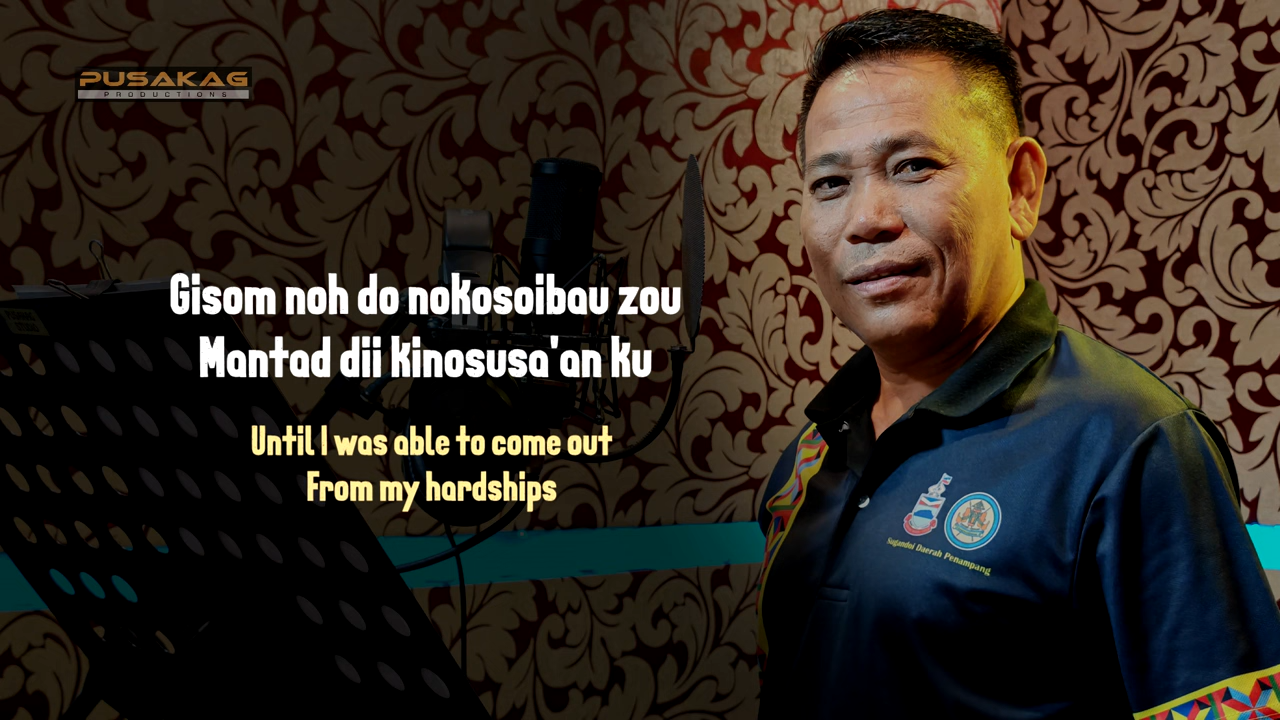 PUSAKAG
PRODUCTIONS
Gisom noh do nokosoibau zou
Mantad dii kinosusa'an ku
Until I was able to come out
From my hardships
Sugandoi Daerah Penampang